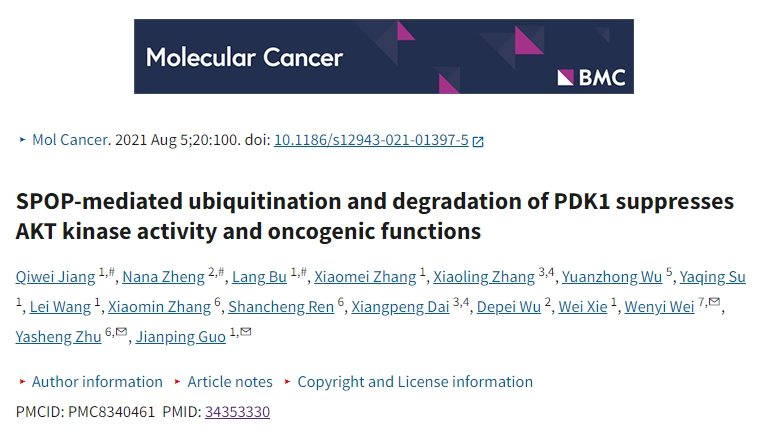 Molecular Cancer
BMC
Mol Cancer. 2021 Aug 5;20:100. doi: 10.1186/s12943-021-01397-5
SPOP-mediated ubiquitination and degradation of PDK1 suppresses
AKT kinase activity and oncogenic functions
Qiwei Jiang 1,#, Nana Zheng 2,#, Lang Bu 1,#, Xiaomei Zhang 1, Xiaoling Zhang 3,4, Yuanzhong Wu 5, Yaqing Su
1, Lei Wang 1, Xiaomin Zhang 6, Shancheng Ren 6, Xiangpeng Dai 3,4, Depei Wu 2, Wei Xie 1, Wenyi Wei 7,✉,
Yasheng Zhu 6,✉, Jianping Guo 1,✉
▸ Author information ▸ Article notes ▸ Copyright and License information
PMCID: PMC8340461 PMID: 34353330